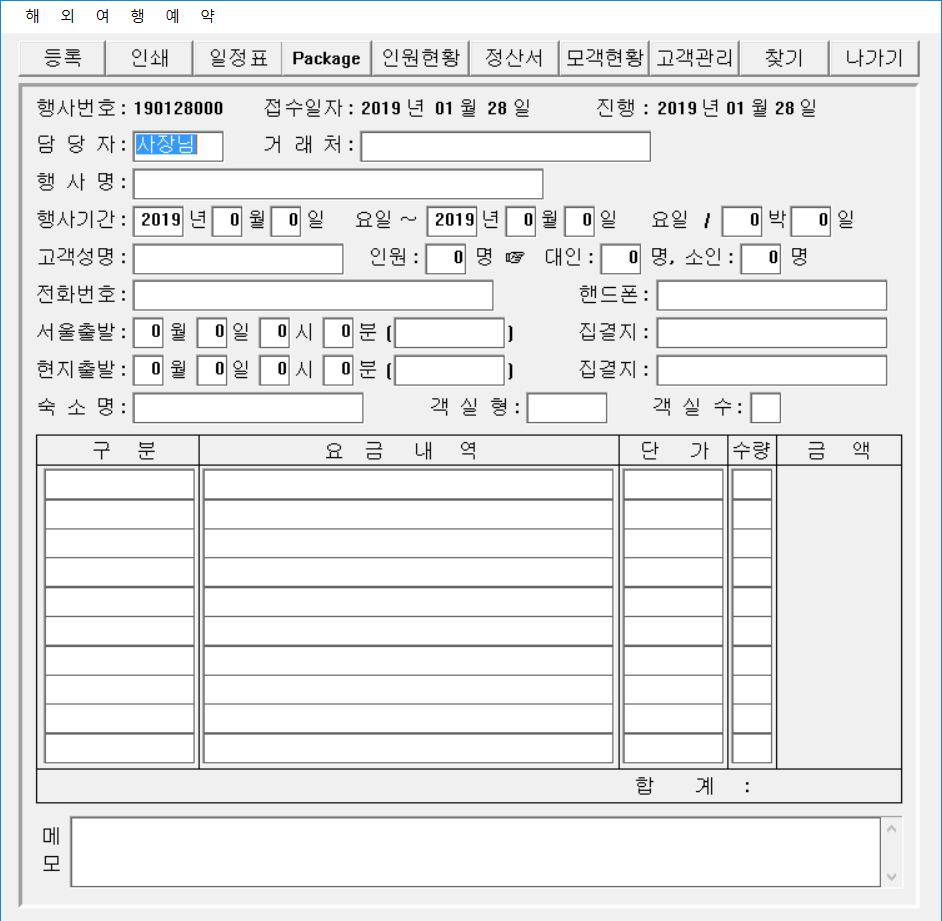 해 외 여 행 예 약
등록 인쇄 일정표 Package 인원현황 정산서 모객현황 고객관리 찾기 나가기
행사번호 : 190128000 접수일자 : 2019 년 01 월 28 일 진행 : 2019 년 01 월 28 일
담 당 자 : 사장님 거 래 처 :
행 사 명 :
행사기간 : 2019 년 0 월 0 일 요일 ~ 2019 년 0 월 0 일 요일 / 0 박 0 일
고객성명 : 인원 : 0 명 ☞ 대인 : 0 명, 소인 : 0 명
전화번호 : 핸드폰 :
서울출발 : 0 월 0 일 0 시 0 분 ( ) 집결지 :
현지출발 : 0 월 0 일 0 시 0 분 ( ) 집결지 :
숙 소 명 : 객 실 형 : 객 실 수 :
구 분 요 금 내 역 단 가 수량 금 액
합 계 :
메
모